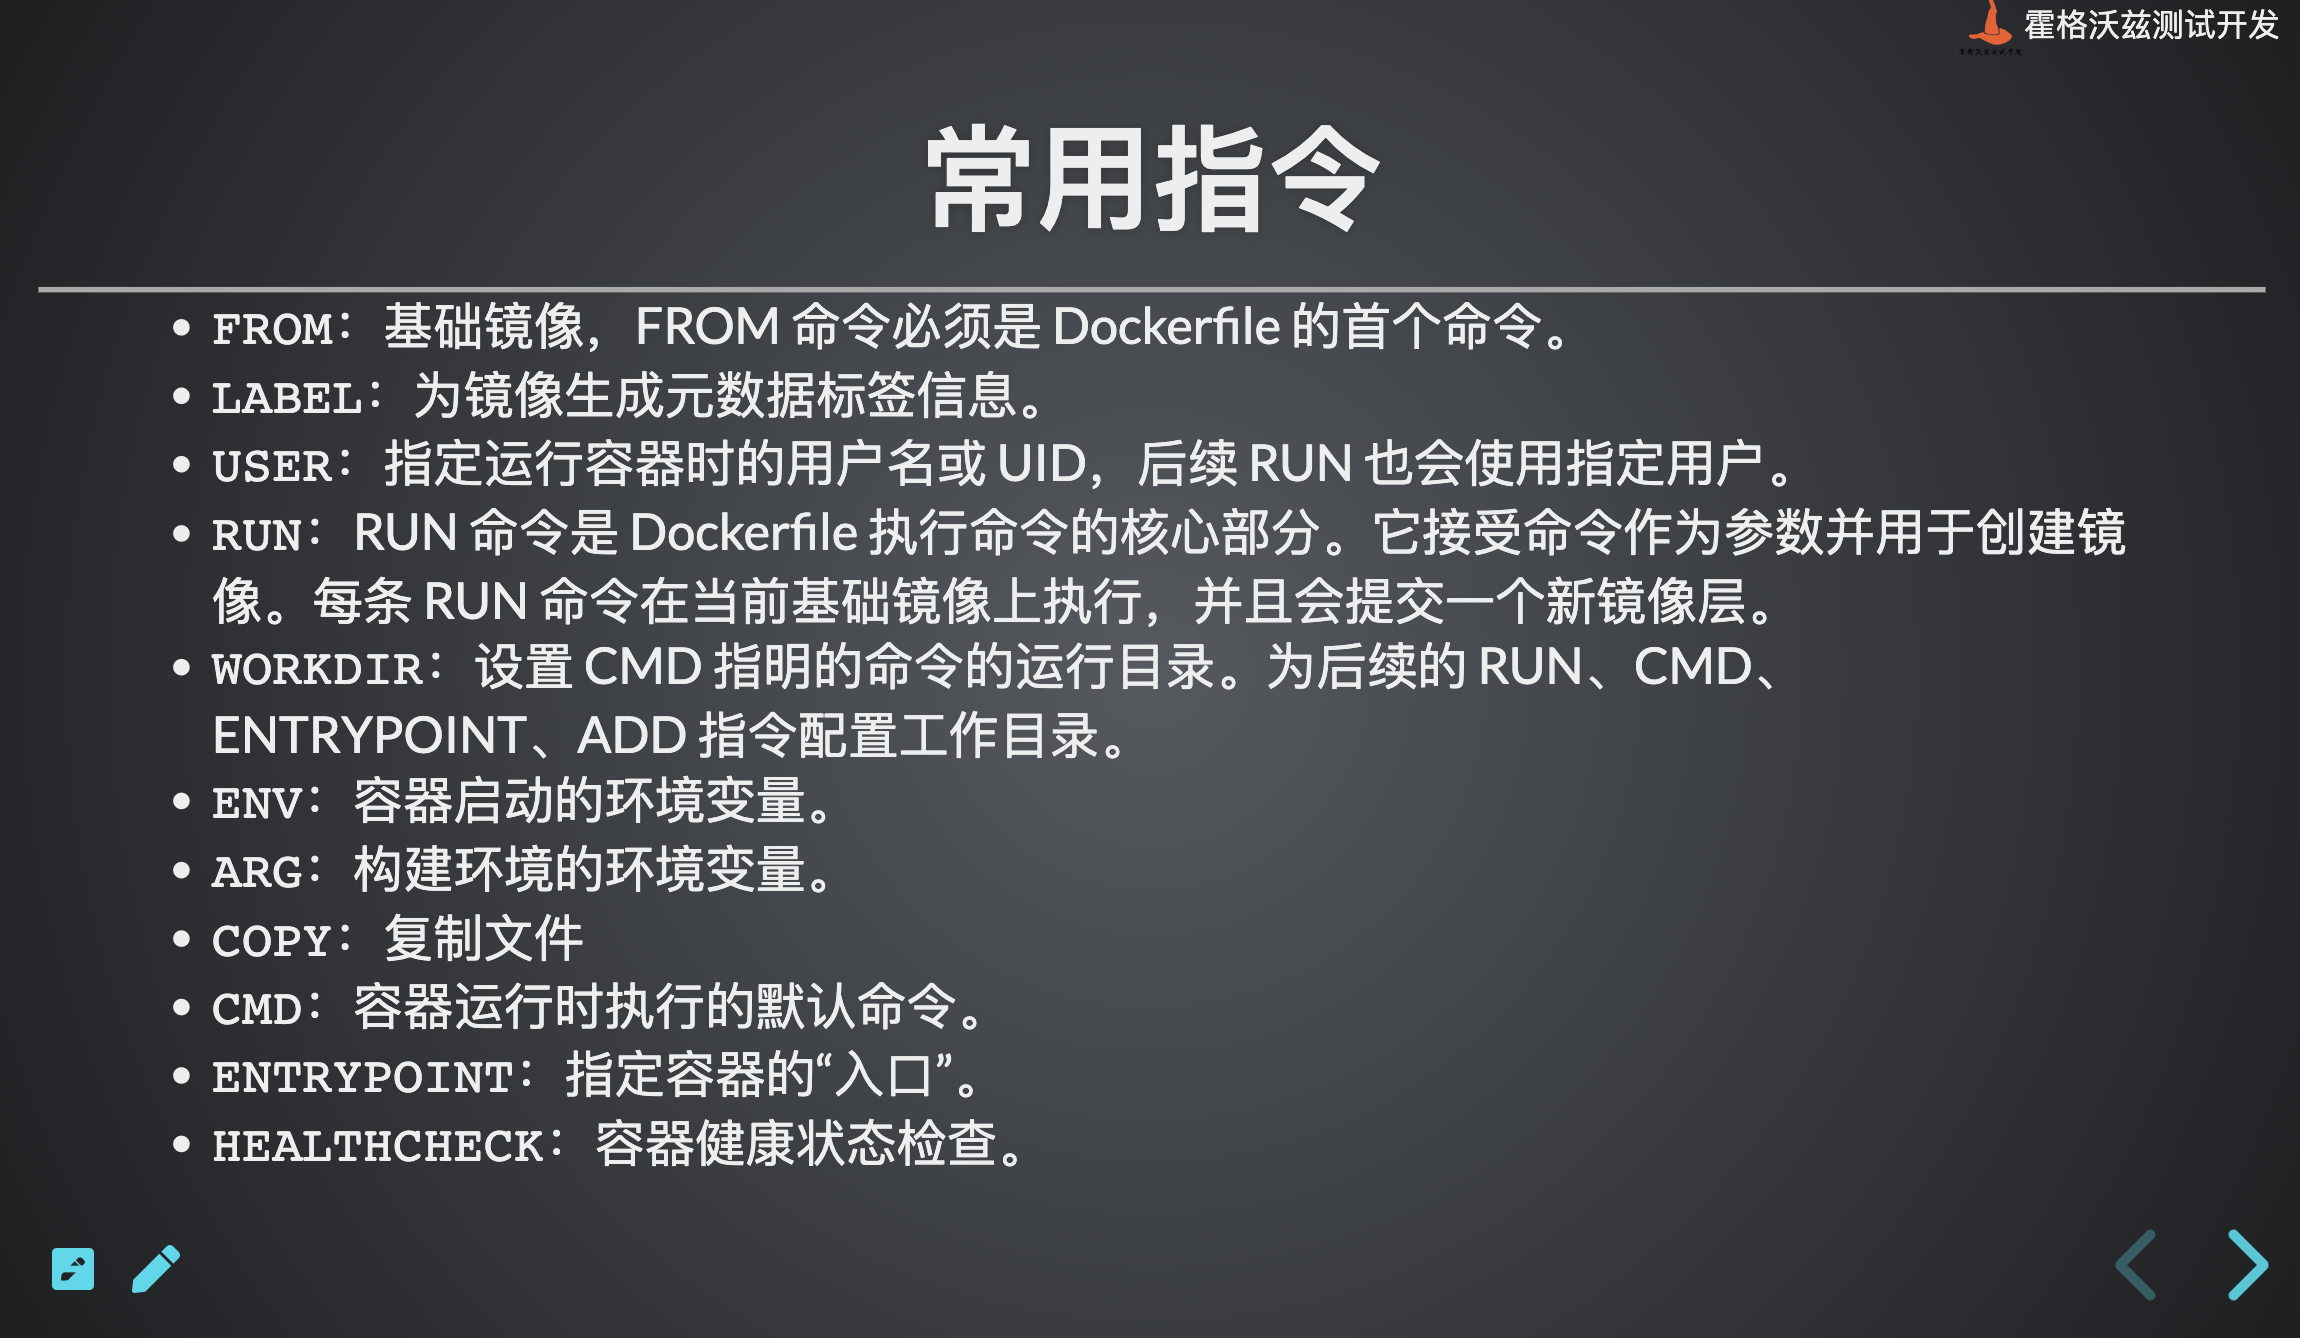 霍格沃兹测试开发
霍格沃兹测试学院
常用指令
FROM：基础镜像，FROM 命令必须是 Dockerfile 的首个命令。
LABEL：为镜像生成元数据标签信息。
USER：指定运行容器时的用户名或 UID，后续 RUN 也会使用指定用户。
RUN：RUN 命令是 Dockerfile 执行命令的核心部分。它接受命令作为参数并用于创建镜
像。每条 RUN 命令在当前基础镜像上执行，并且会提交一个新镜像层。
WORKDIR：设置 CMD 指明的命令的运行目录。为后续的 RUN、CMD、
ENTRYPOINT、ADD 指令配置工作目录。
ENV：容器启动的环境变量。
ARG：构建环境的环境变量。
COPY：复制文件
CMD：容器运行时执行的默认命令。
ENTRYPOINT：指定容器的“入口”。
HEALTHCHECK：容器健康状态检查。